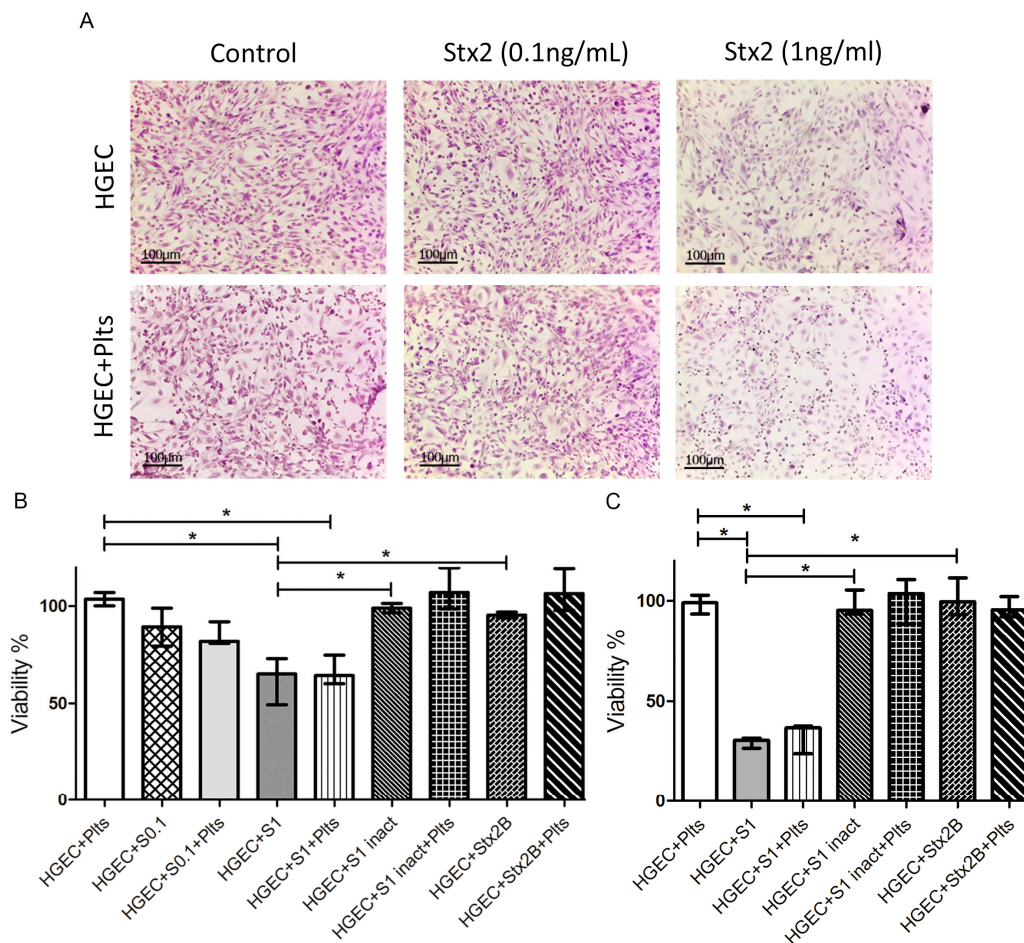 A
Control
Stx2 (0.1ng/mL)
Stx2 (1ng/ml)
HGEC
100µm
100µm
100µm
HGEC+Plts
100µm
100µm
100µm
B
*
*
*
*
Viability %
100
50
0
HGEC+Plts
HGEC+S0.1
HGEC+S0.1+Plts
HGEC+S1
HGEC+S1+Plts
HGEC+S1 inact
HGEC+S1 inact+Plts
HGEC+Stx2B
HGEC+Stx2B+Plts
C
*
*
*
*
Viability %
100
50
0
HGEC+Plts
HGEC+S1
HGEC+S1+Plts
HGEC+S1 inact
HGEC+S1 inact+Plts
HGEC+Stx2B
HGEC+Stx2B+Plts